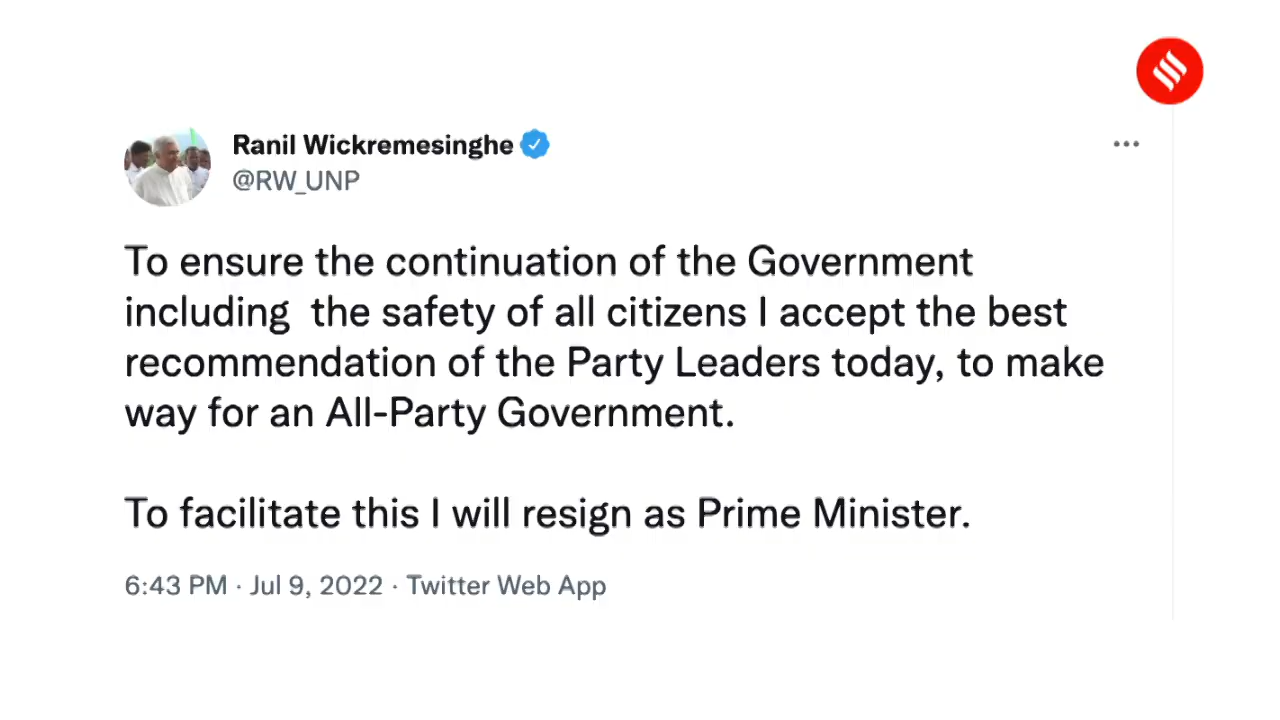 Ranil Wickremesinghe
@RW_UNP
To ensure the continuation of the Government
including  the safety of all citizens I accept the best
recommendation of the Party Leaders today, to make
way for an All-Party Government.
To facilitate this I will resign as Prime Minister.
6:43 PM · Jul 9, 2022 · Twitter Web App